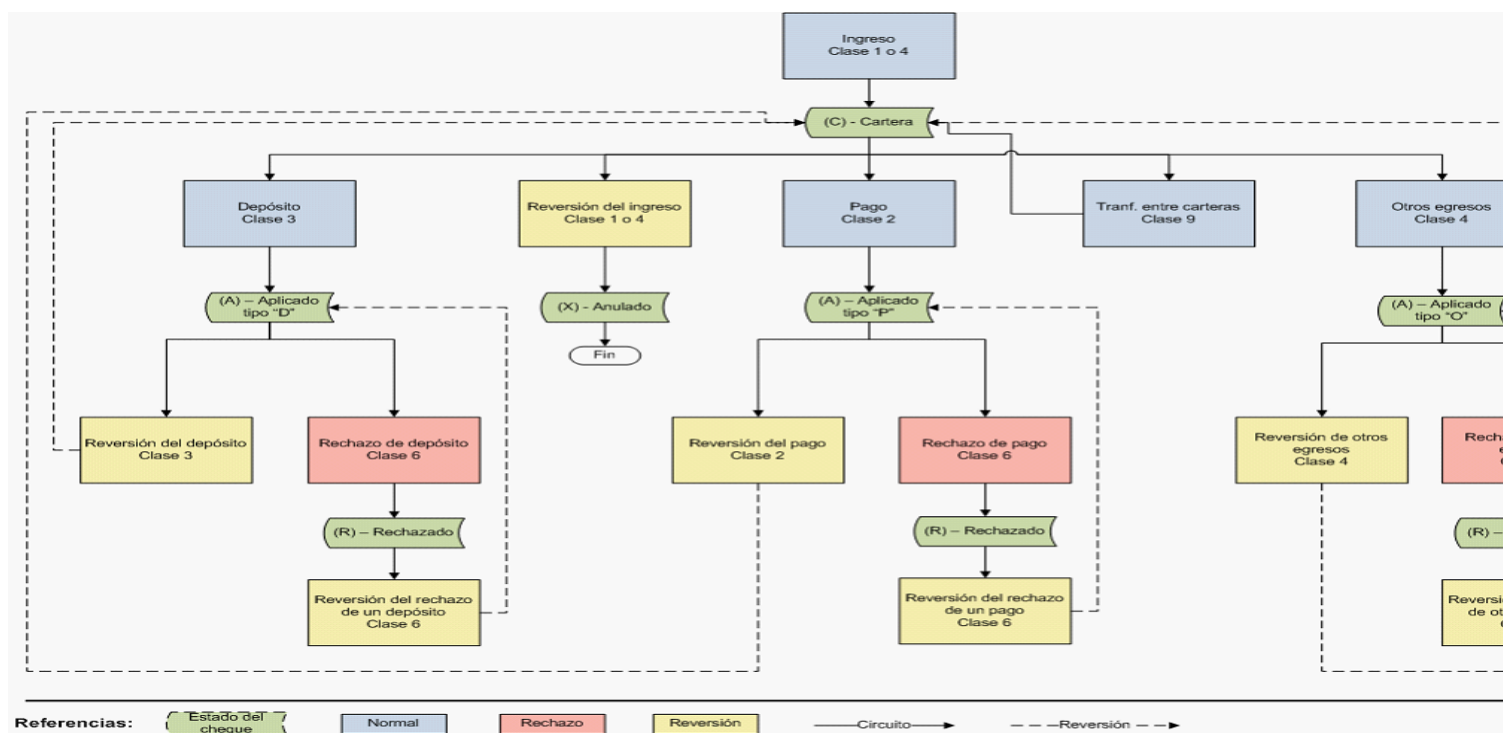 Ingreso
Clase 1 o 4
(C) - Cartera
Depósito
Clase 3
Reversión del ingreso
Clase 1 o 4
Pago
Clase 2
Tranf. entre carteras
Clase 9
Otros egresos
Clase 4
(A) – Aplicado
tipo "D"
(X) - Anulado
Fin
(A) – Aplicado
tipo "P"
(A) – Aplicado
tipo "O"
Reversión del depósito
Clase 3
Rechazo de depósito
Clase 6
Reversión del pago
Clase 2
Rechazo de pago
Clase 6
Reversión de otros
egresos
Clase 4
(R) – Rechazado
(R) – Rechazado
(R) –
Reversión del rechazo
de un depósito
Clase 6
Reversión del rechazo
de un pago
Clase 6
Referencias:
Estado del
cheque
Normal
Rechazo
Reversión
Circuito
Reversión